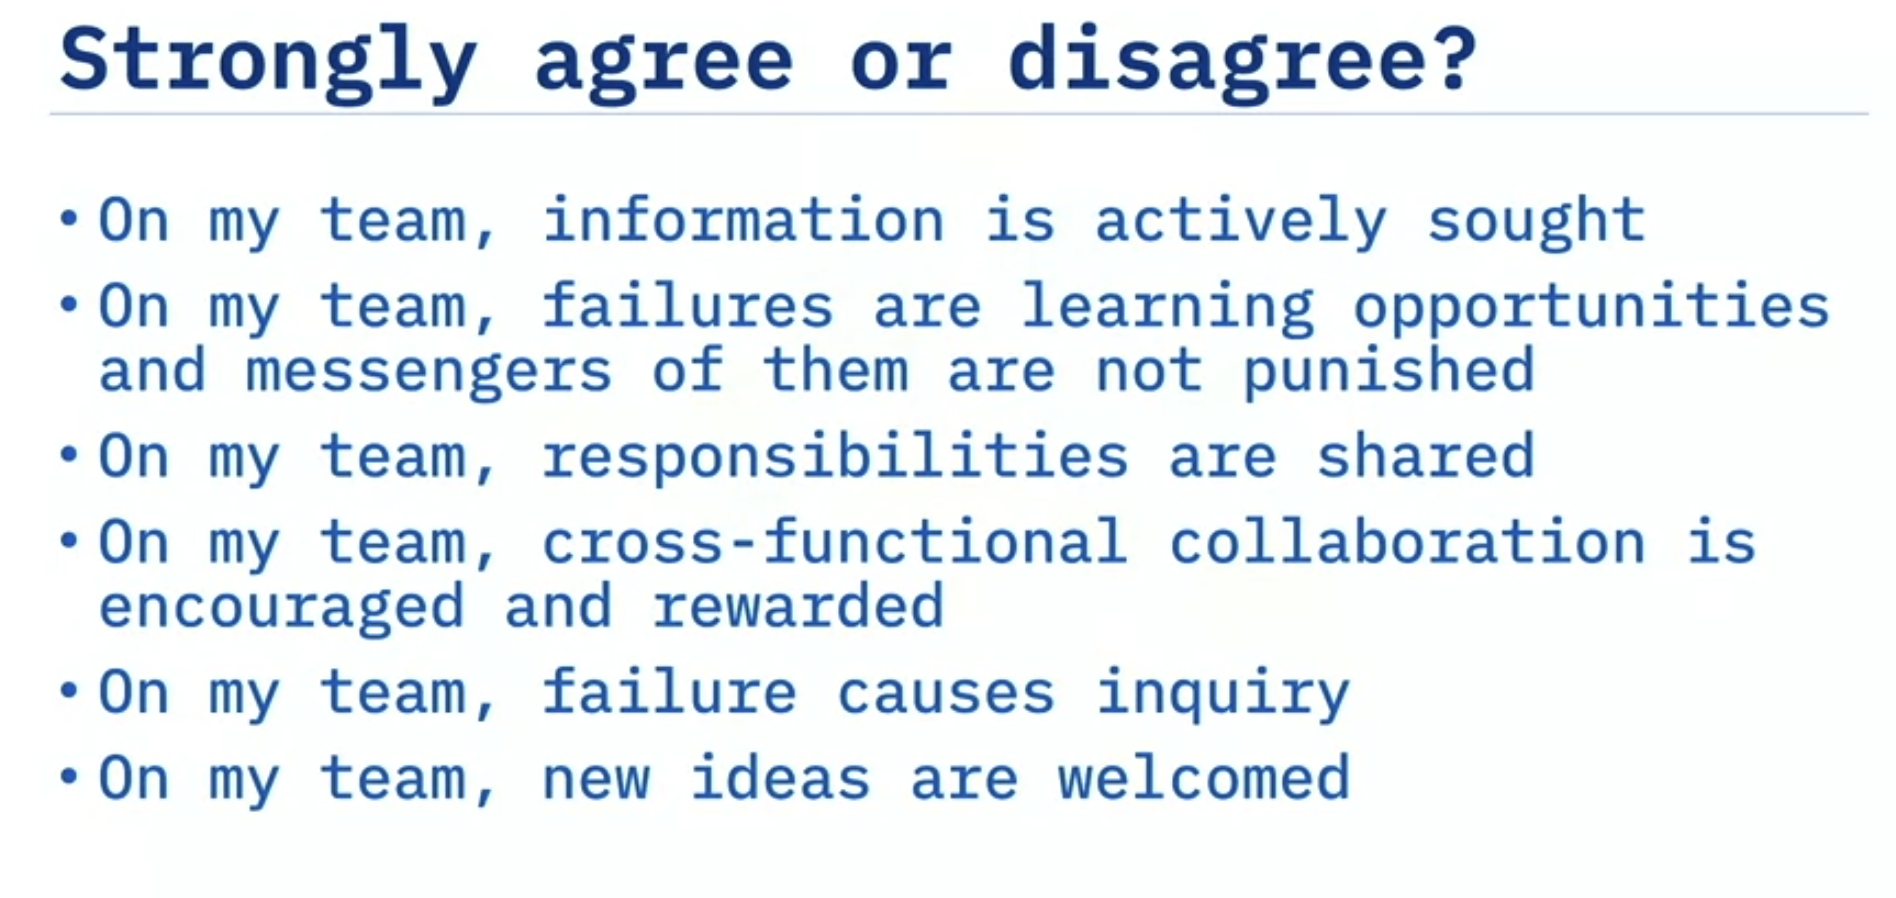 Strongly agree or disagree?
• On my team, information is actively sought
• On my team, failures are learning opportunities
and messengers of them are not punished
• On my team, responsibilities are shared
• On my team, cross-functional collaboration is
encouraged and rewarded
• On my team, failure causes inquiry
• On my team, new ideas are welcomed